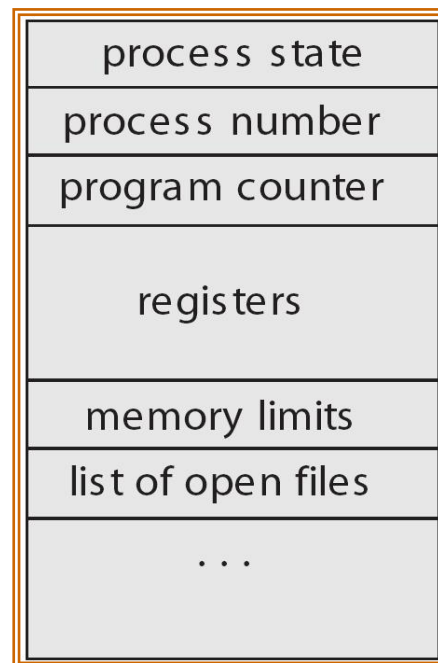 process state
process number
program counter
registers
memory limits
list of open files
. . .